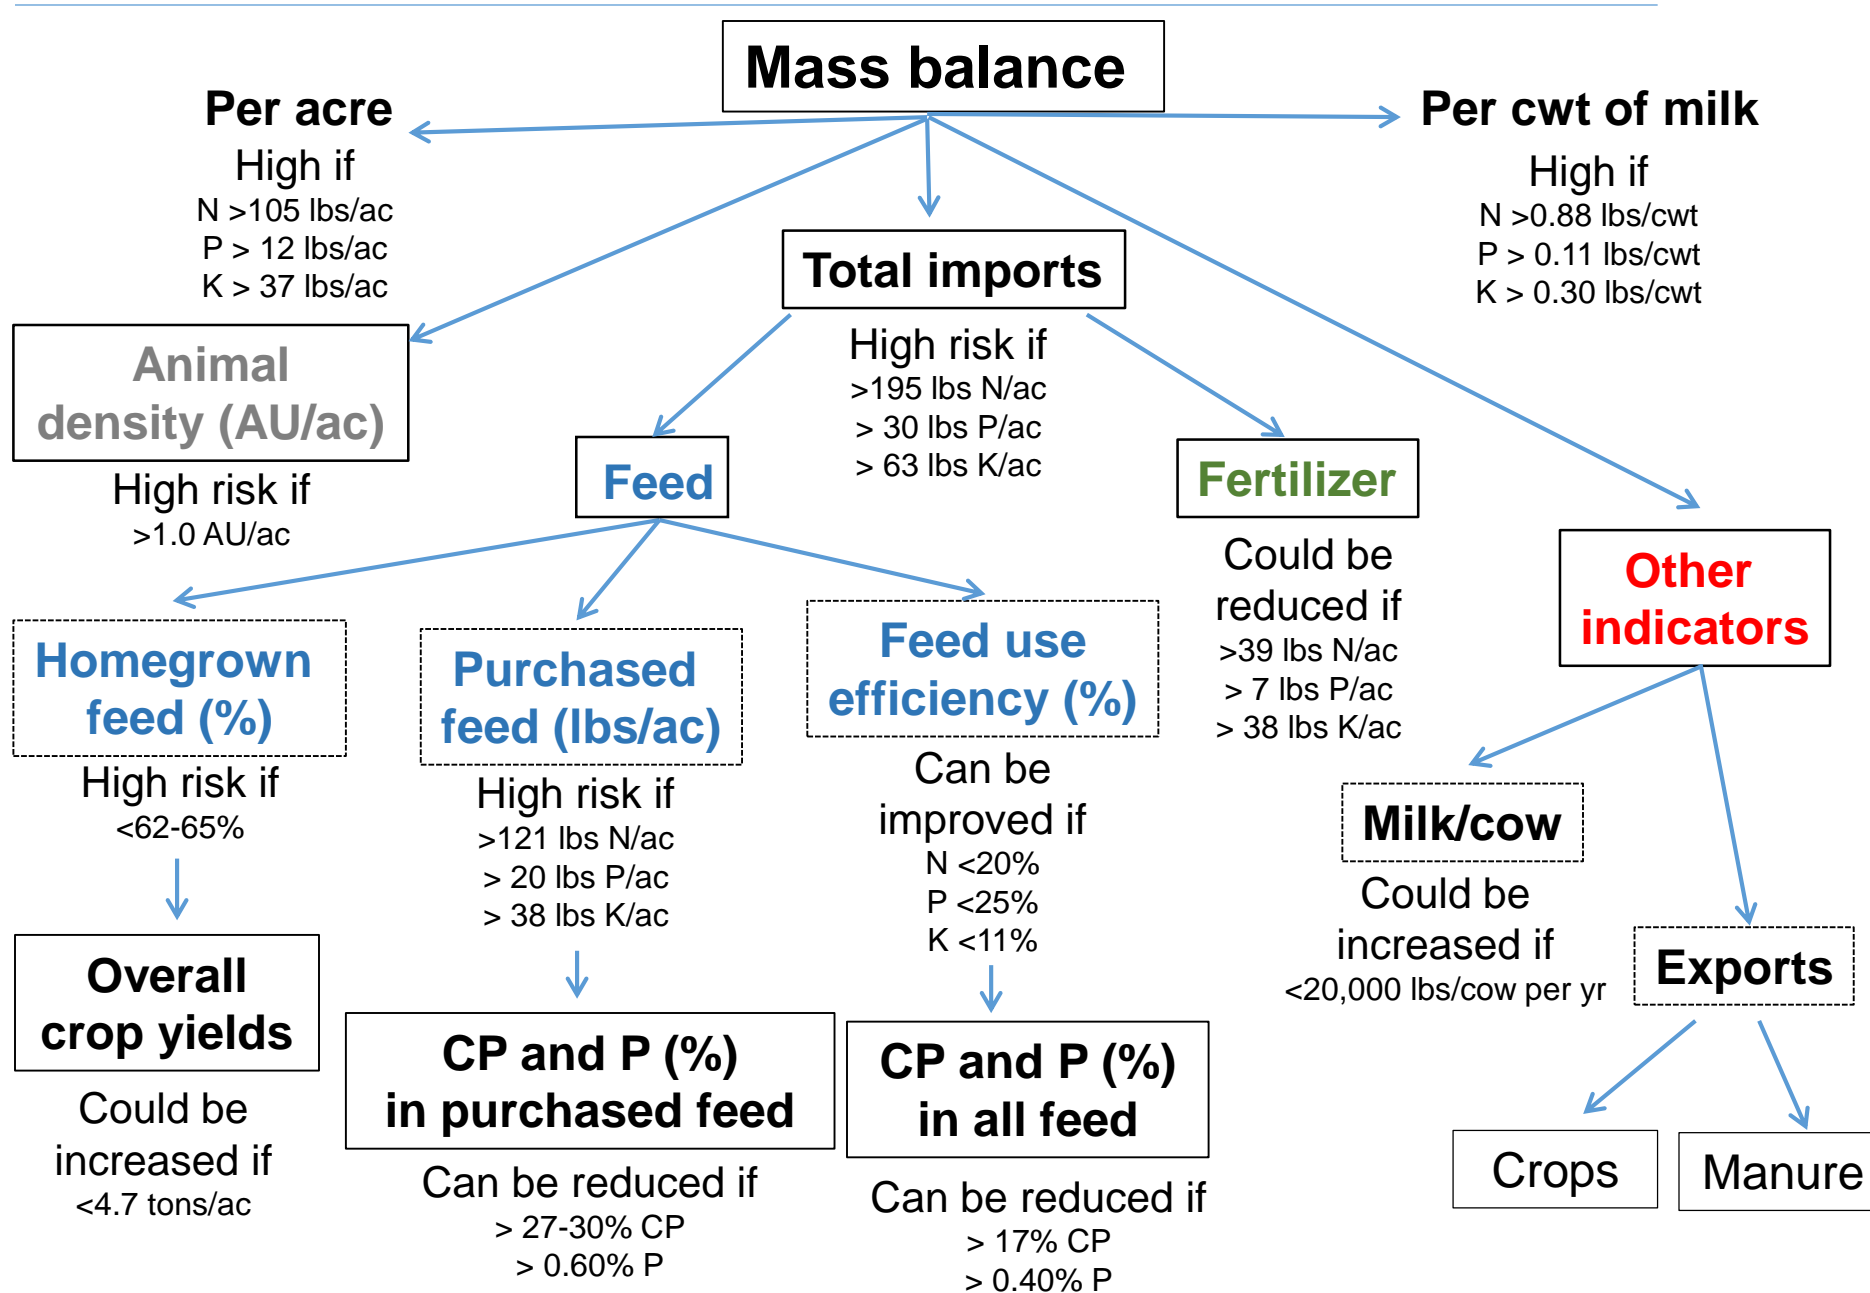 Mass balance
Per acre
High if
N >105 lbs/ac
P > 12 lbs/ac
K > 37 lbs/ac
Per cwt of milk
High if
N >0.88 lbs/cwt
P > 0.11 lbs/cwt
K > 0.30 lbs/cwt
Total imports
High risk if
>195 lbs N/ac
> 30 lbs P/ac
> 63 lbs K/ac
Animal
density (AU/ac)
High risk if
>1.0 AU/ac
Feed
Fertilizer
Could be
reduced if
>39 lbs N/ac
> 7 lbs P/ac
> 38 lbs K/ac
Other
indicators
Homegrown
feed (%)
High risk if
<62-65%
Purchased
feed (lbs/ac)
High risk if
>121 lbs N/ac
> 20 lbs P/ac
> 38 lbs K/ac
Feed use
efficiency (%)
Can be
improved if
N <20%
P <25%
K <11%
Milk/cow
Could be
increased if
<20,000 lbs/cow per yr
Exports
Overall
crop yields
Could be
increased if
<4.7 tons/ac
CP and P (%)
in purchased feed
Can be reduced if
> 27-30% CP
> 0.60% P
CP and P (%)
in all feed
Can be reduced if
> 17% CP
> 0.40% P
Crops
Manure